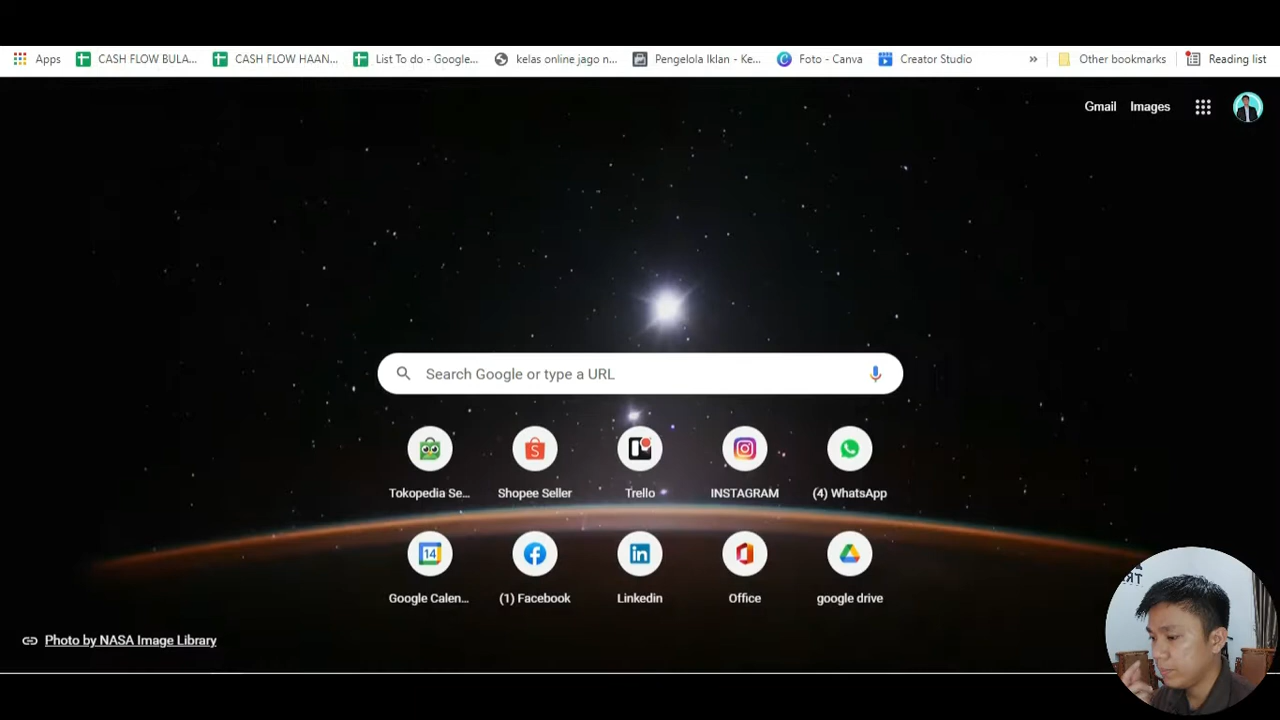 Apps CASH FLOW BULA... CASH FLOW HAAN... List To do - Google... kelas online jago n... Pengelola Iklan - Ke... Foto - Canva Creator Studio » Other bookmarks Reading list
Gmail Images
Search Google or type a URL
Tokopedia Se... Shopee Seller Trello INSTAGRAM (4) WhatsApp
14
Google Calen... (1) Facebook Linkedin Office google drive
Photo by NASA Image Library